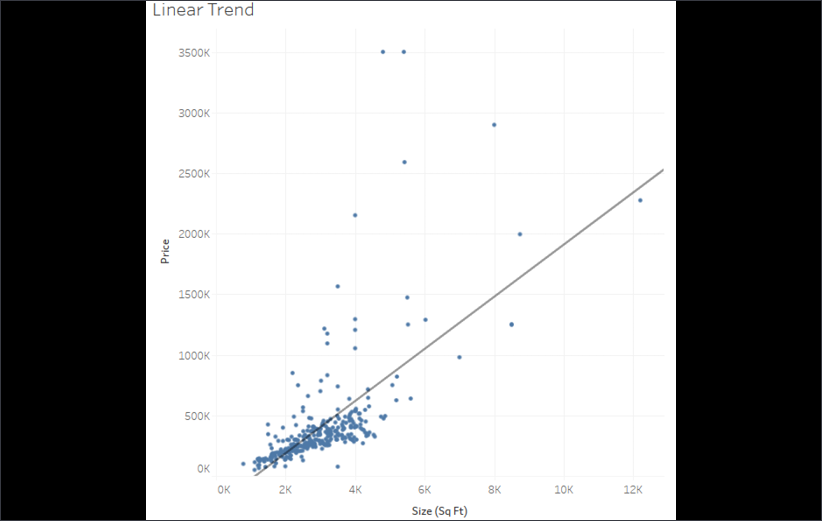 Linear Trend
3500K
3000K
2500K
2000K
1500K
1000K
500K
0K
Price
0K 2K 4K 6K 8K 10K 12K
Size (Sq Ft)